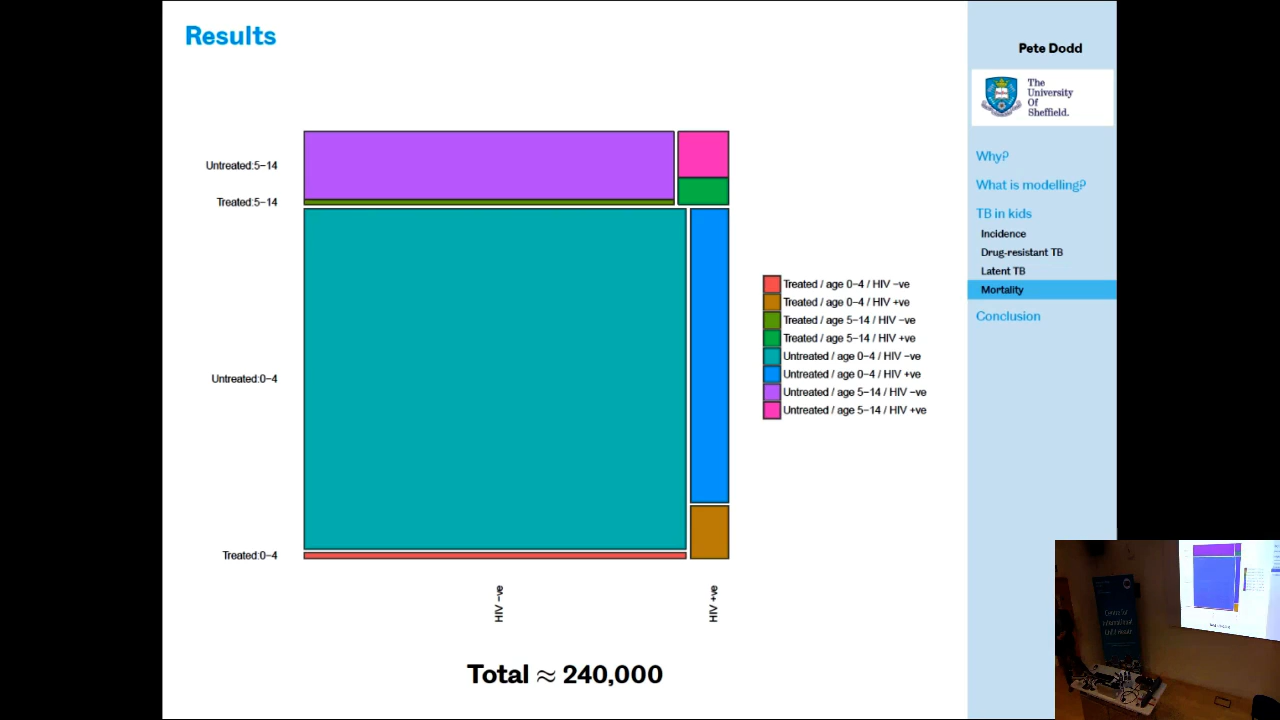 Results
Pete Dodd
The
University
Of
Sheffield.
Why?
What is modelling?
TB in kids
Incidence
Drug-resistant TB
Latent TB
Mortality
Conclusion
Untreated:5−14
Treated:5−14
Untreated:0−4
Treated:0−4
HIV −ve
HIV +ve
Treated / age 0−4 / HIV −ve
Treated / age 0−4 / HIV +ve
Treated / age 5−14 / HIV −ve
Treated / age 5−14 / HIV +ve
Untreated / age 0−4 / HIV −ve
Untreated / age 0−4 / HIV +ve
Untreated / age 5−14 / HIV −ve
Untreated / age 5−14 / HIV +ve
Total ≈ 240,000